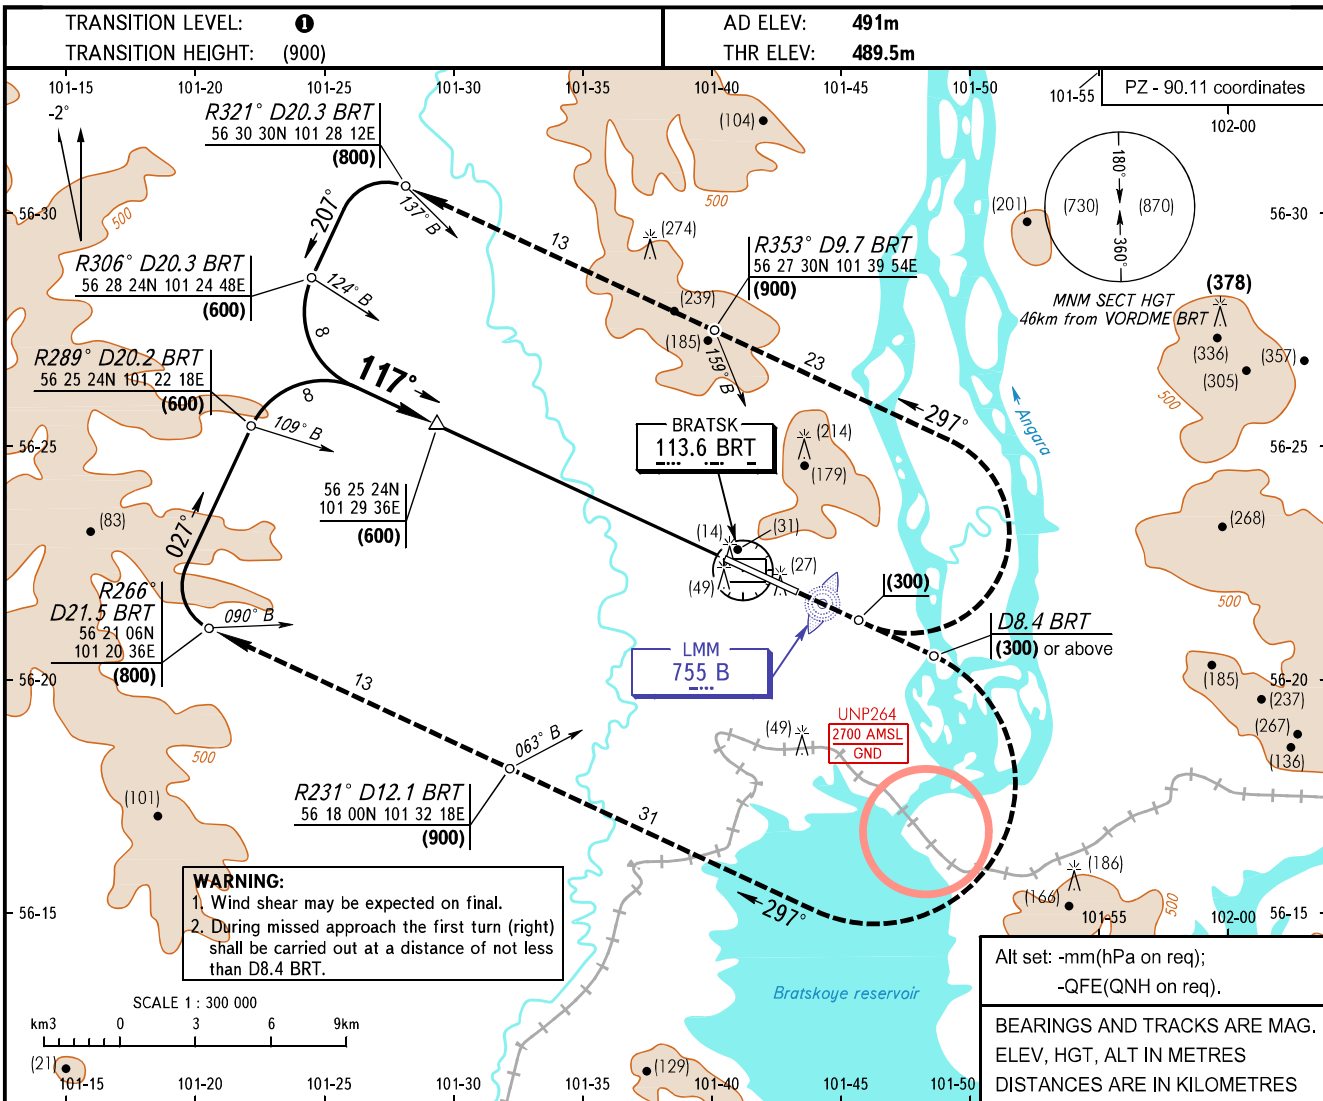 TRANSITION LEVEL: ❶
TRANSITION HEIGHT: (900)
AD ELEV: 491m
THR ELEV: 489.5m
101-15
101-20
101-25
101-30
101-35
101-40
101-45
101-50
101-55
PZ - 90.11 coordinates
102-00
-2°
R321° D20.3 BRT
56 30 30N 101 28 12E
(800)
137° B
207°
(104)
500
500
(274)
13
(201)
180°
(730)
(870)
360°
MNM SECT HGT
46km from VORDME BRT
56-30
56-30
R353° D9.7 BRT
56 27 30N 101 39 54E
(900)
159° B
(239)
(185)
R306° D20.3 BRT
56 28 24N 101 24 48E
(600)
124° B
8
(378)
(336)
(305)
(357)
500
23
297°
Angara
R289° D20.2 BRT
56 25 24N 101 22 18E
(600)
109° B
8
117°
BRATSK
113.6 BRT
(214)
(179)
56-25
56-25
56 25 24N
101 29 36E
(600)
(83)
027°
(14)
(31)
(49)
(27)
(268)
500
R266°
D21.5 BRT
56 21 06N
101 20 36E
(800)
090° B
(300)
D8.4 BRT
(300) or above
LMM
755 B
56-20
56-20
(185)
(237)
(267)
(136)
13
063° B
(49)
UNP264
2700 AMSL
GND
500
(101)
R231° D12.1 BRT
56 18 00N 101 32 18E
(900)
31
297°
(186)
(166)
500
WARNING:
1. Wind shear may be expected on final.
2. During missed approach the first turn (right)
shall be carried out at a distance of not less
than D8.4 BRT.
56-15
101-55
102-00
56-15
Bratskoye reservoir
Alt set: -mm(hPa on req);
-QFE(QNH on req).
BEARINGS AND TRACKS ARE MAG.
ELEV, HGT, ALT IN METRES
DISTANCES ARE IN KILOMETRES
SCALE 1 : 300 000
km3 0 3 6 9km
(21)
(129)
101-15
101-20
101-25
101-30
101-35
101-40
101-45
101-50